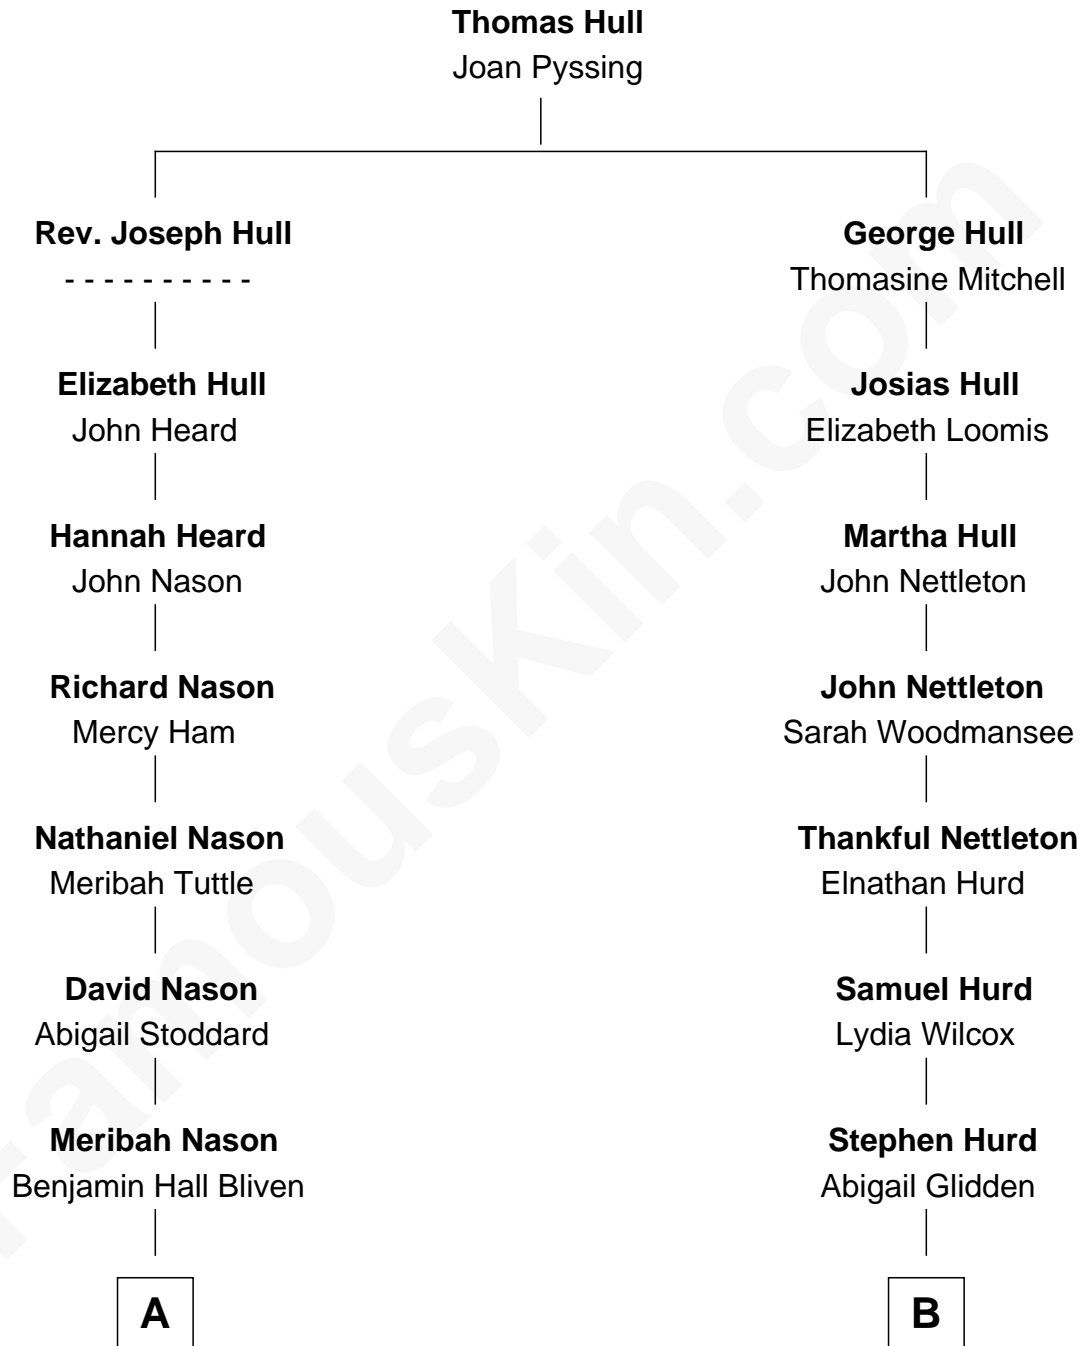 Thomas Hull
Joan Pyssing
Rev. Joseph Hull
- - - - - - - - - -
George Hull
Thomasine Mitchell
Elizabeth Hull
John Heard
Josias Hull
Elizabeth Loomis
Hannah Heard
John Nason
Martha Hull
John Nettleton
Richard Nason
Mercy Ham
John Nettleton
Sarah Woodmansee
Nathaniel Nason
Meribah Tuttle
Thankful Nettleton
Elnathan Hurd
David Nason
Abigail Stoddard
Samuel Hurd
Lydia Wilcox
Meribah Nason
Benjamin Hall Bliven
Stephen Hurd
Abigail Glidden
A
B
FamousKin.com